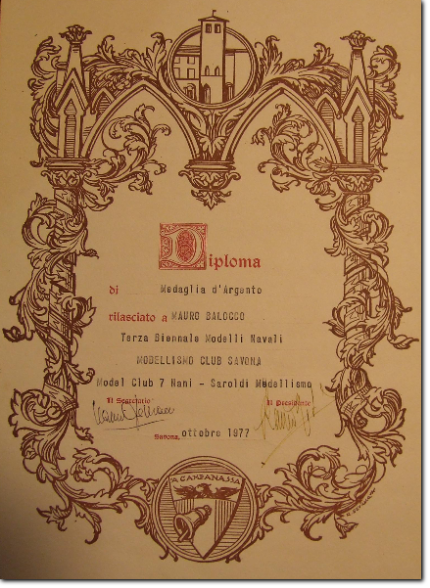 Diploma
di Medaglia d'Argento
rilasciato a MAURO BALOCCO
Terza Biennale Modelli Navali
MODELLISMO CLUB SAVONA
Model Club 7 Nani - Saroldi Modellismo
Il Segretario Il Presidente
Savona, ottobre 1977
A CAMPANASSA